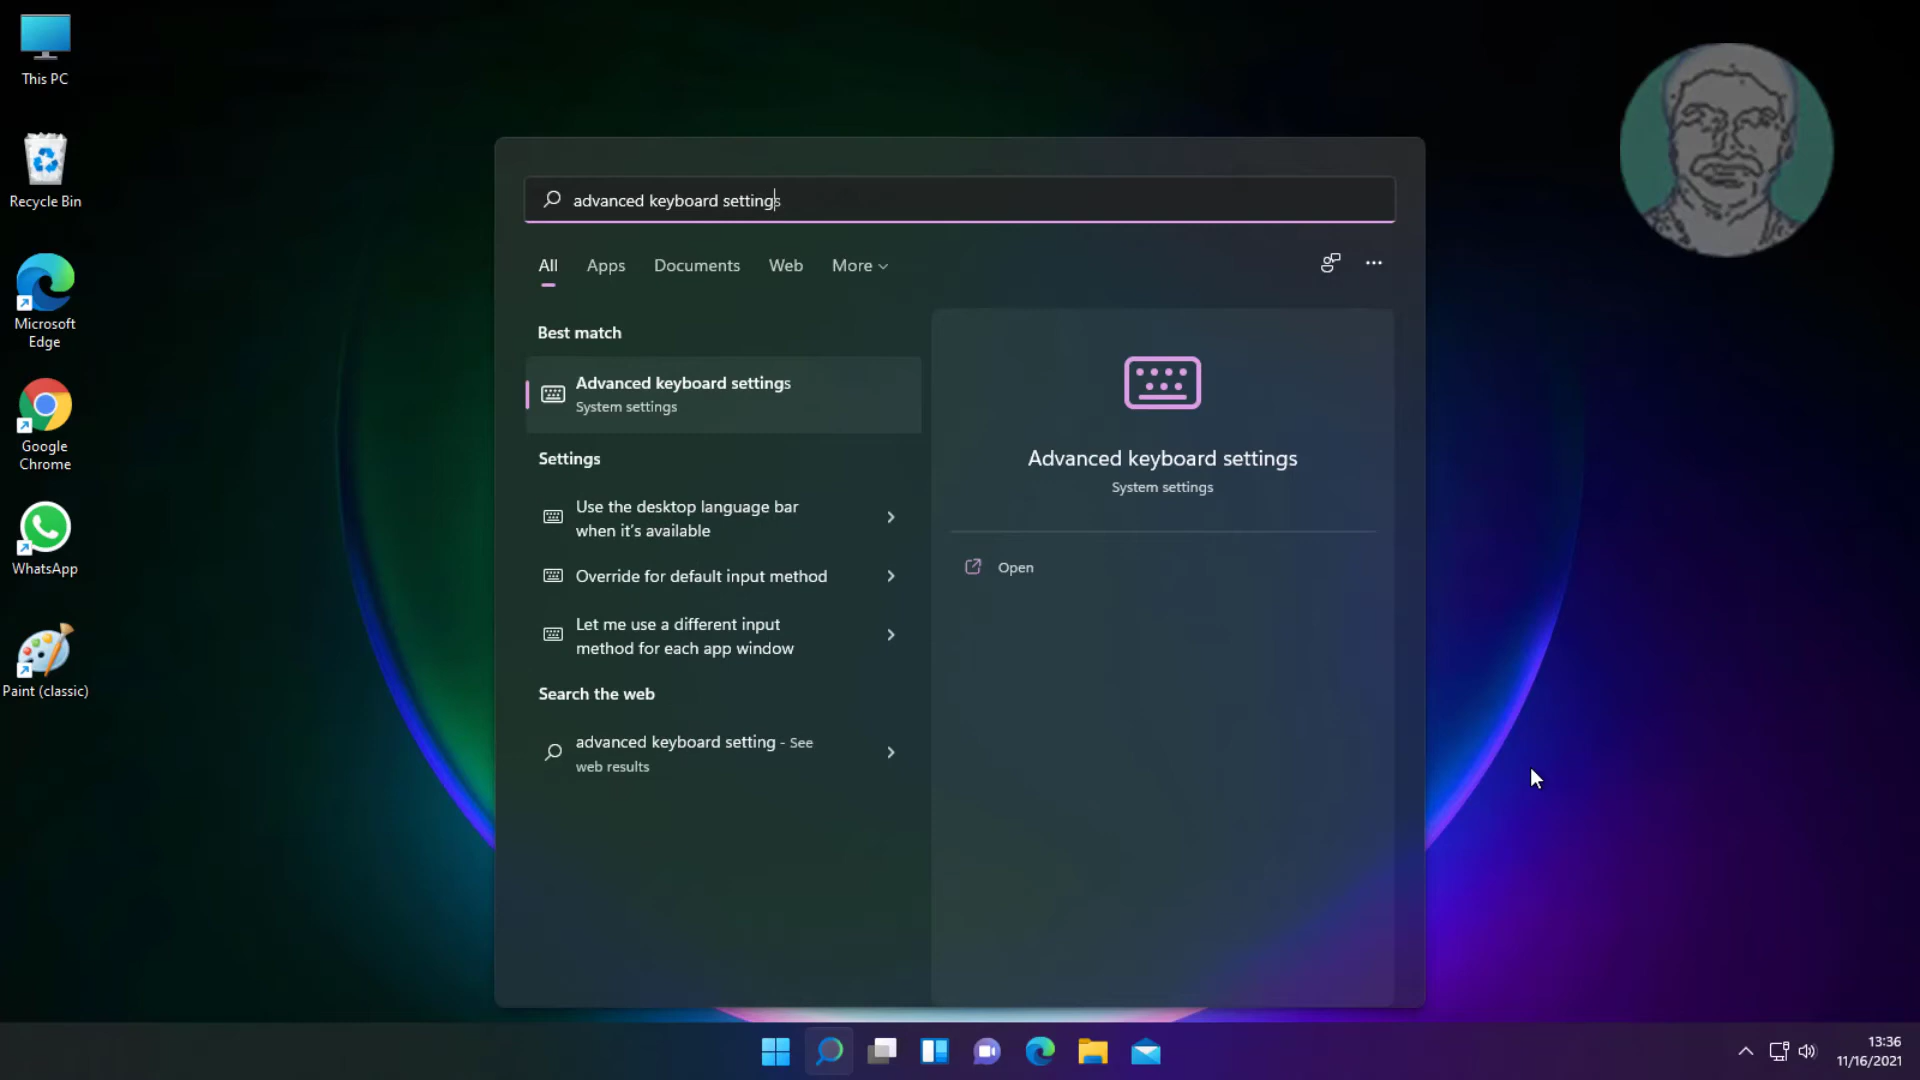 This PC
Recycle Bin
Microsoft
Edge
Google
Chrome
WhatsApp
Paint (classic)
advanced keyboard settings
All Apps Documents Web More
Best match
Advanced keyboard settings
System settings
Settings
Use the desktop language bar
when it's available
Override for default input method
Let me use a different input
method for each app window
Search the web
advanced keyboard setting - See
web results
Advanced keyboard settings
System settings
Open
13:36
11/16/2021